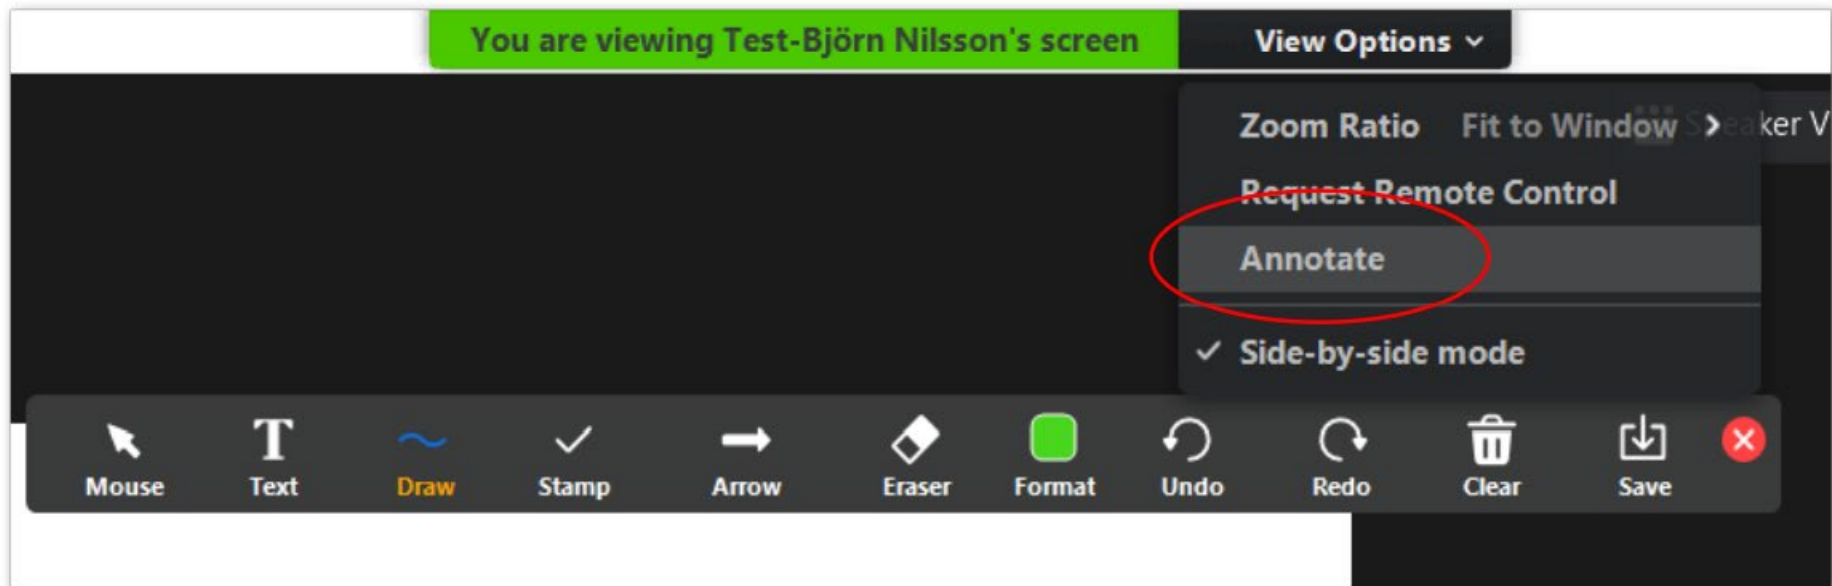 You are viewing Test-Björn Nilsson's screen
View Options
Zoom Ratio Fit to Window
ker V
Request Remote Control
Annotate
Side-by-side mode
Mouse Text Draw Stamp Arrow Eraser Format Undo Redo Clear Save